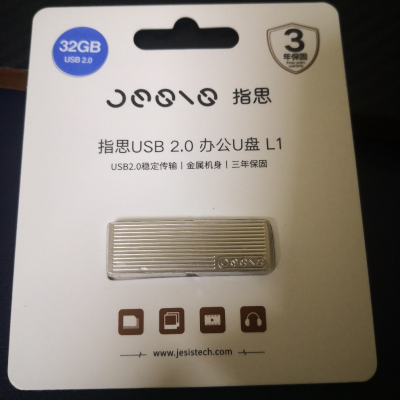 32GB
USB 2.0
3
年保固
指思
指思USB 2.0 办公U盘 L1
USB2.0稳定传输 | 金属机身 | 三年保固
www.jesistech.com